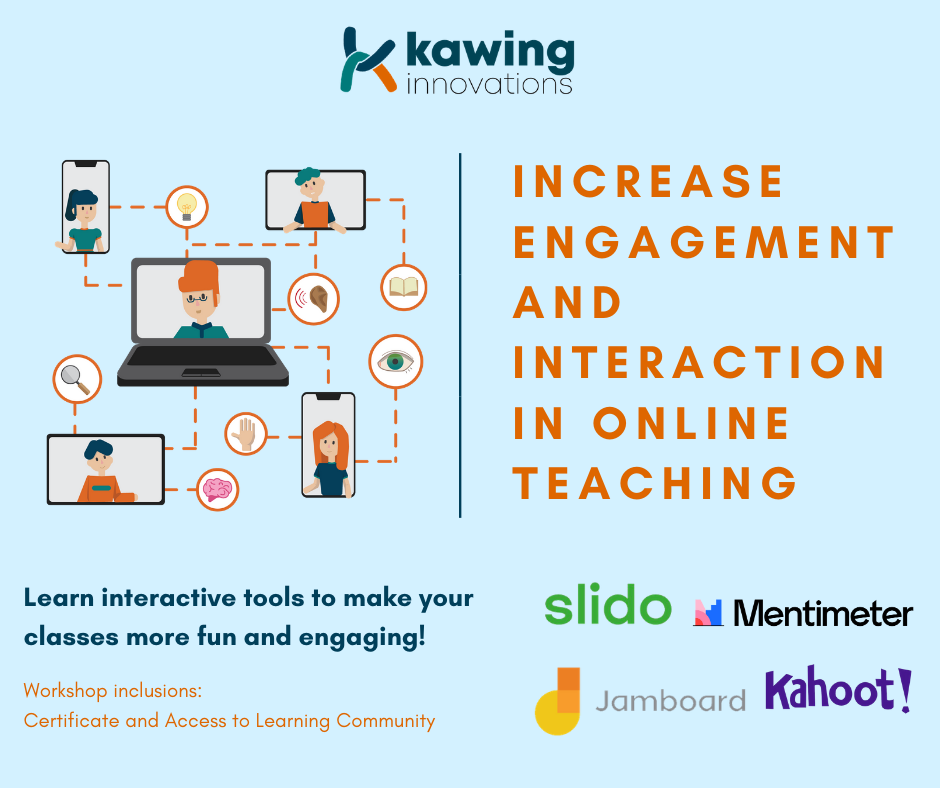 kawing
innovations
INCREASE
ENGAGEMENT
AND
INTERACTION
IN ONLINE
TEACHING
Learn interactive tools to make your
classes more fun and engaging!
Workshop inclusions:
Certificate and Access to Learning Community
slido
Mentimeter
Jamboard
Kahoot!